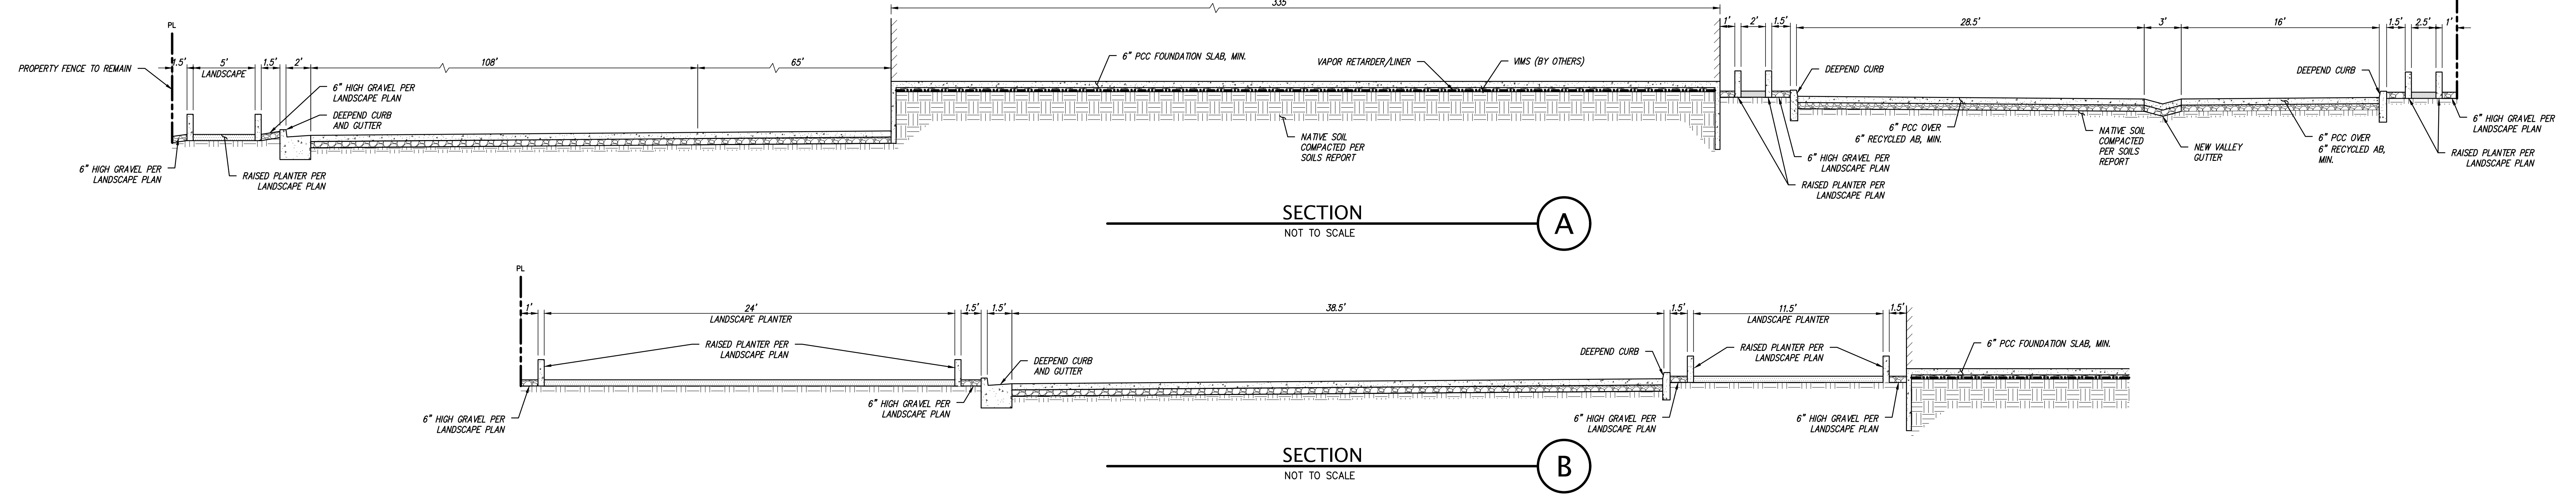 335'
PL
PROPERTY FENCE TO REMAIN
1.5'
5'
LANDSCAPE
1.5'
2'
108'
65'
6" HIGH GRAVEL PER
LANDSCAPE PLAN
DEEPEND CURB
AND GUTTER
6" HIGH GRAVEL PER
LANDSCAPE PLAN
RAISED PLANTER PER
LANDSCAPE PLAN
6" PCC FOUNDATION SLAB, MIN.
VAPOR RETARDER/LINER
VIMS (BY OTHERS)
NATIVE SOIL
COMPACTED PER
SOILS REPORT
1'
2'
1.5'
28.5'
3'
16'
1.5'
2.5'
1'
DEEPEND CURB
DEEPEND CURB
6" PCC OVER
6" RECYCLED AB, MIN.
6" HIGH GRAVEL PER
LANDSCAPE PLAN
RAISED PLANTER PER
LANDSCAPE PLAN
NATIVE SOIL
COMPACTED
PER SOILS
REPORT
NEW VALLEY
GUTTER
6" PCC OVER
6" RECYCLED AB,
MIN.
6" HIGH GRAVEL PER
LANDSCAPE PLAN
RAISED PLANTER PER
LANDSCAPE PLAN
SECTION
NOT TO SCALE
A
PL
1'
24'
LANDSCAPE PLANTER
1.5'
1.5'
38.5'
1.5'
11.5'
LANDSCAPE PLANTER
1.5'
RAISED PLANTER PER
LANDSCAPE PLAN
DEEPEND CURB
AND GUTTER
DEEPEND CURB
RAISED PLANTER PER
LANDSCAPE PLAN
6" PCC FOUNDATION SLAB, MIN.
6" HIGH GRAVEL PER
LANDSCAPE PLAN
6" HIGH GRAVEL PER
LANDSCAPE PLAN
6" HIGH GRAVEL PER
LANDSCAPE PLAN
6" HIGH GRAVEL PER
LANDSCAPE PLAN
SECTION
NOT TO SCALE
B